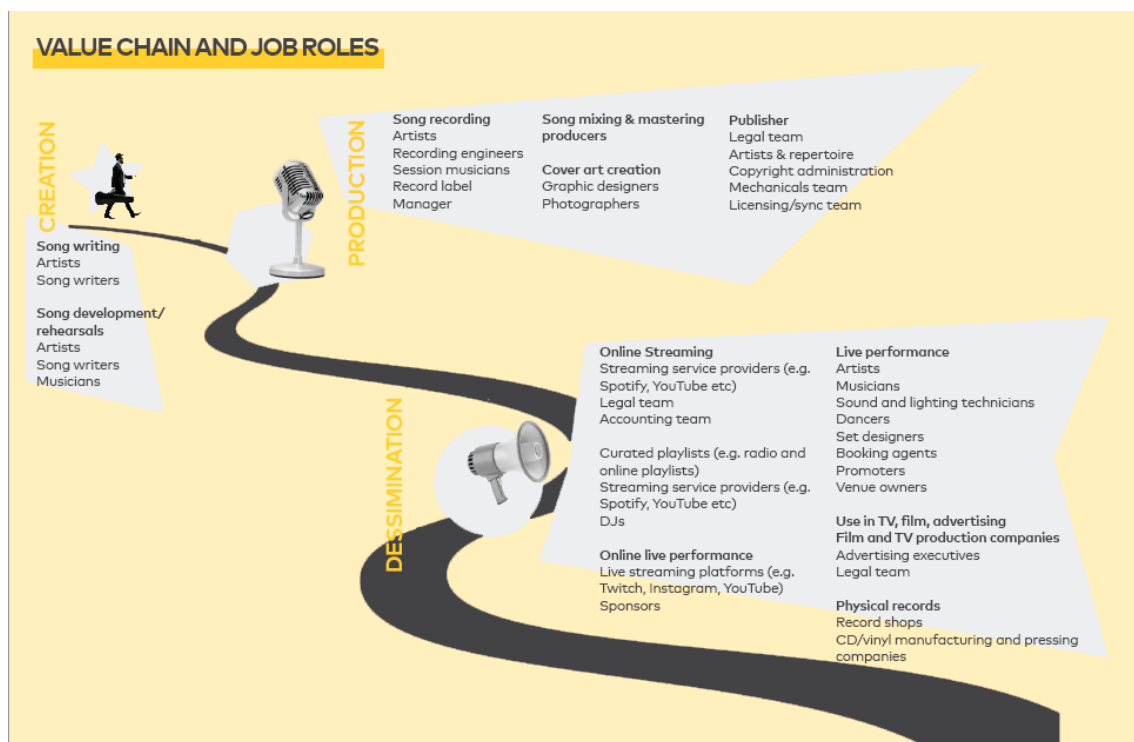 VALUE CHAIN AND JOB ROLES
CREATION
Song writing
Artists
Song writers
Song development/
rehearsals
Artists
Song writers
Musicians
PRODUCTION
Song recording
Artists
Recording engineers
Session musicians
Record label
Manager
Song mixing & mastering
producers
Cover art creation
Graphic designers
Photographers
Publisher
Legal team
Artists & repertoire
Copyright administration
Mechanicals team
Licensing/sync team
DESSIMINATION
Online Streaming
Streaming service providers (e.g.
Spotify, YouTube etc)
Legal team
Accounting team
Curated playlists (e.g. radio and
online playlists)
Streaming service providers (e.g.
Spotify, YouTube etc)
DJs
Online live performance
Live streaming platforms (e.g.
Twitch, Instagram, YouTube)
Sponsors
Live performance
Artists
Musicians
Sound and lighting technicians
Dancers
Set designers
Booking agents
Promoters
Venue owners
Use in TV, film, advertising
Film and TV production companies
Advertising executives
Legal team
Physical records
Record shops
CD/vinyl manufacturing and pressing
companies